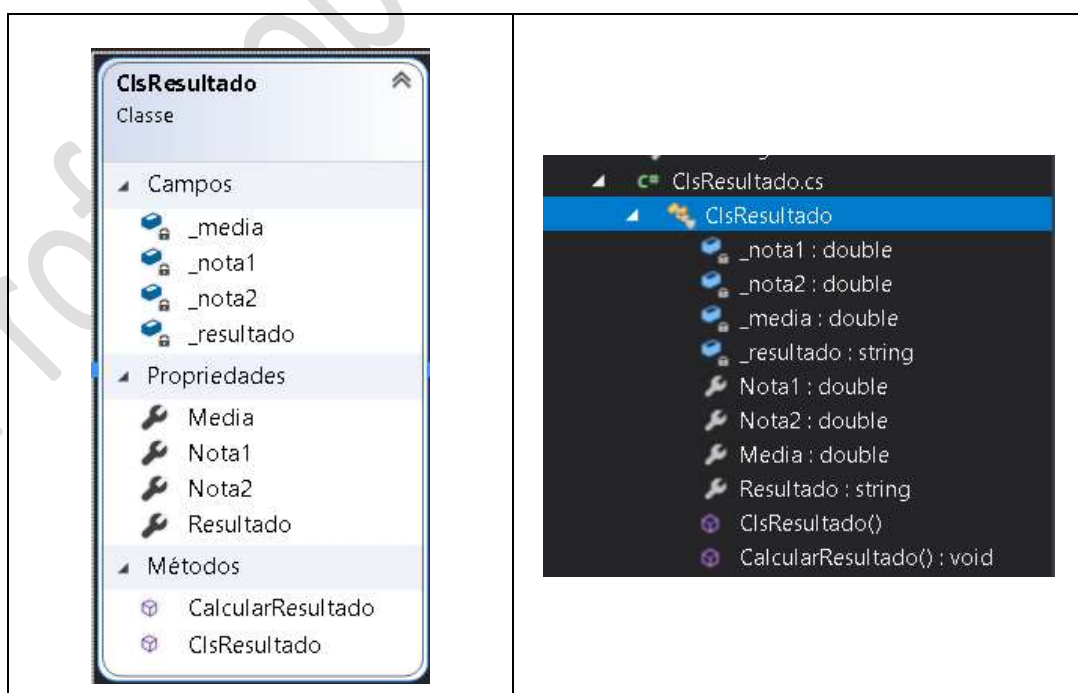 ClsResultado
Classe
Campos
_media
_nota1
_nota2
_resultado
Propriedades
Media
Nota1
Nota2
Resultado
Métodos
CalcularResultado
ClsResultado
C# ClsResultado.cs
ClsResultado
_nota1 : double
_nota2 : double
_media : double
_resultado : string
Nota1 : double
Nota2 : double
Media : double
Resultado : string
ClsResultado()
CalcularResultado() : void